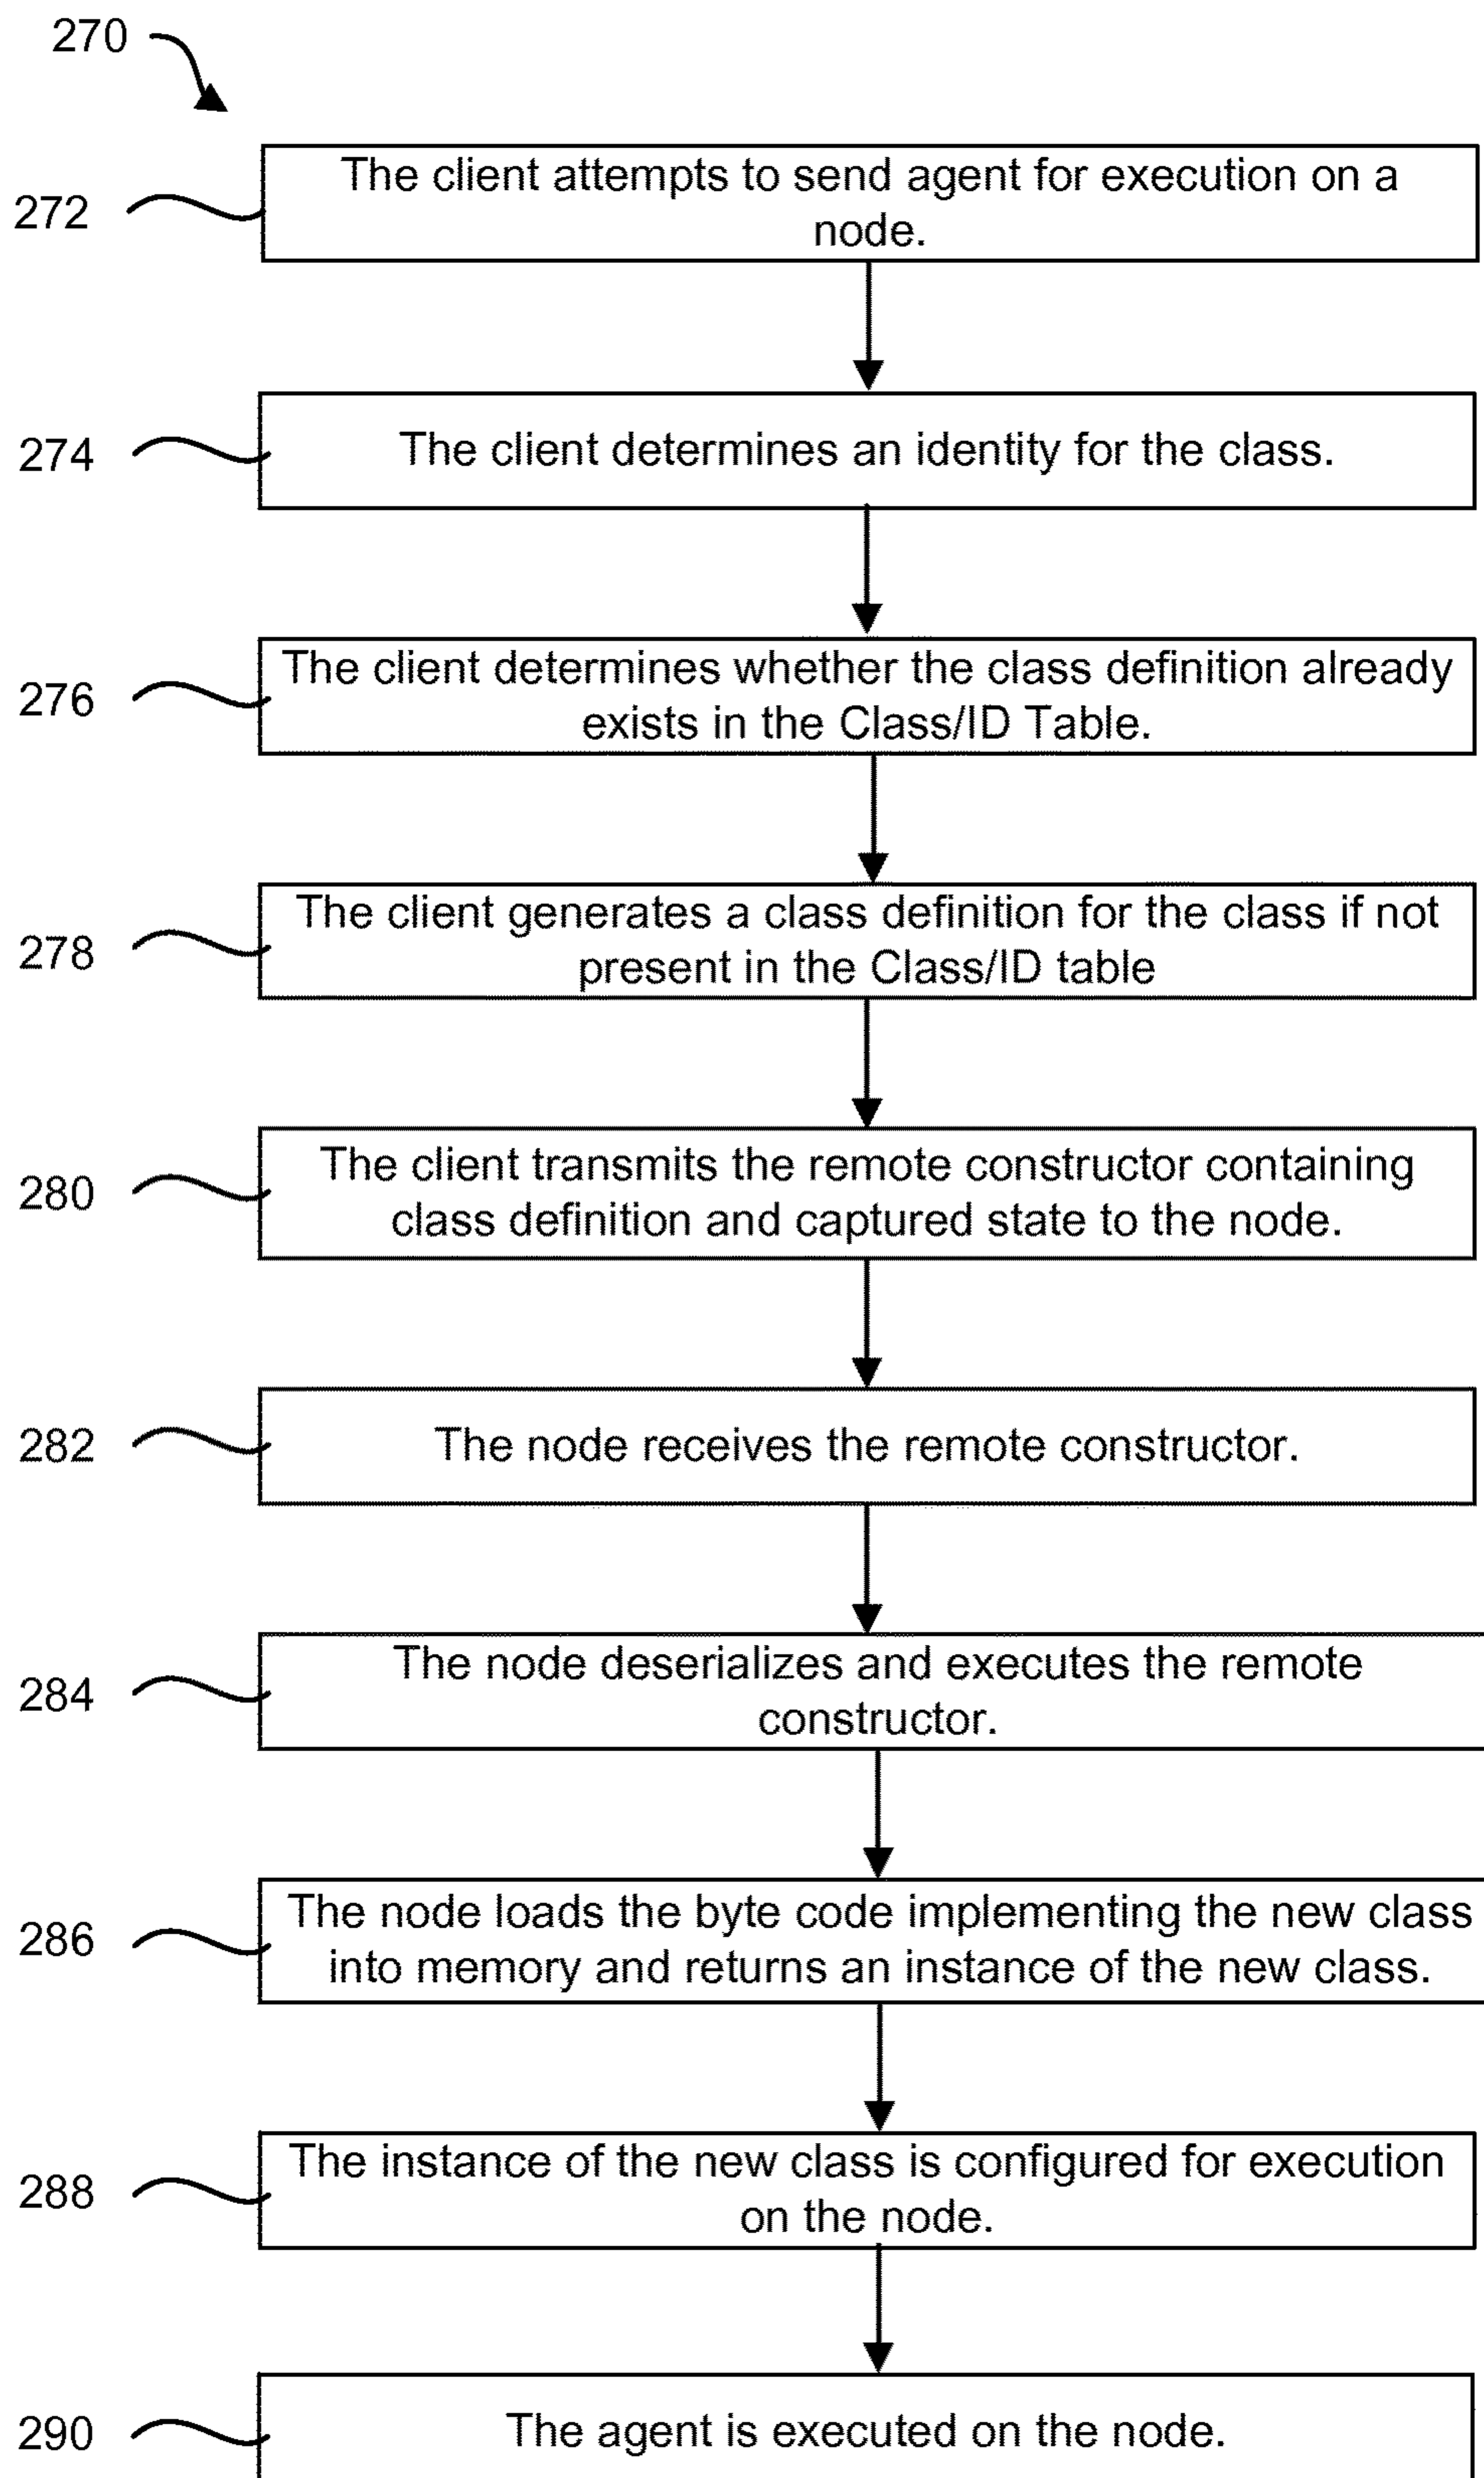 270
272
The client attempts to send agent for execution on a
node.
274
The client determines an identity for the class.
276
The client determines whether the class definition already
exists in the Class/ID Table.
278
The client generates a class definition for the class if not
present in the Class/ID table
280
The client transmits the remote constructor containing
class definition and captured state to the node.
282
The node receives the remote constructor.
284
The node deserializes and executes the remote
constructor.
286
The node loads the byte code implementing the new class
into memory and returns an instance of the new class.
288
The instance of the new class is configured for execution
on the node.
290
The agent is executed on the node.